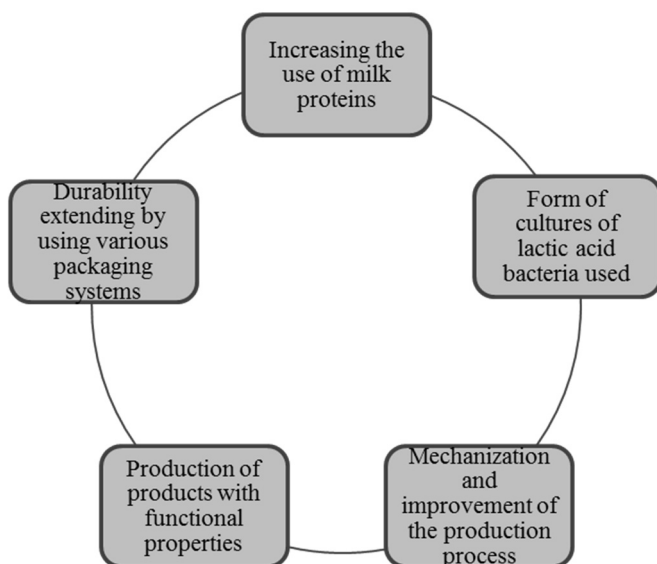 Increasing the
use of milk
proteins
Form of
cultures of
lactic acid
bacteria used
Mechanization
and
improvement of
the production
process
Production of
products with
functional
properties
Durability
extending by
using various
packaging
systems